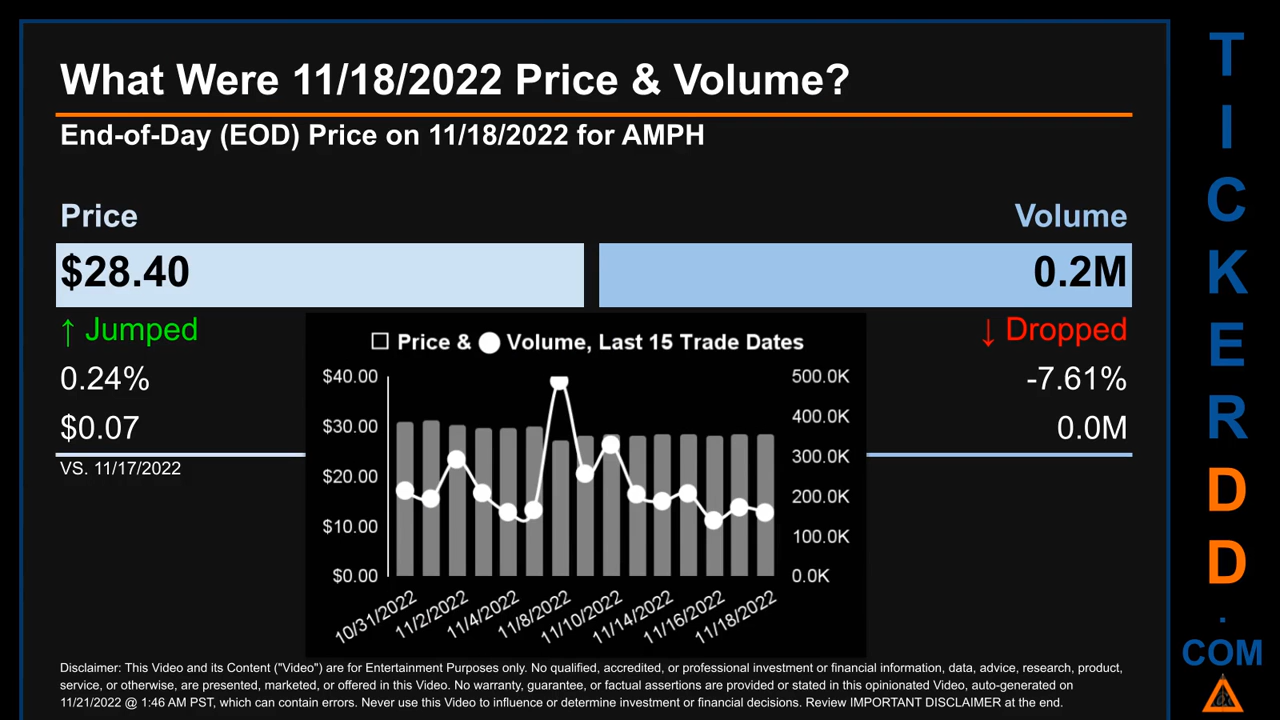 What Were 11/18/2022 Price & Volume?
End-of-Day (EOD) Price on 11/18/2022 for AMPH
Price
Volume
$28.40
0.2M
↑ Jumped
↓ Dropped
0.24%
-7.61%
$0.07
0.0M
VS. 11/17/2022
Price & Volume, Last 15 Trade Dates
$40.00
$30.00
$20.00
$10.00
$0.00
500.0K
400.0K
300.0K
200.0K
100.0K
0.0K
10/31/2022
11/2/2022
11/4/2022
11/8/2022
11/10/2022
11/14/2022
11/16/2022
11/18/2022
Disclaimer: This Video and its Content ("Video") are for Entertainment Purposes only. No qualified, accredited, or professional investment or financial information, data, advice, research, product,
service, or otherwise, are presented, marketed, or offered in this Video. No warranty, guarantee, or factual assertions are provided or stated in this opinionated Video, auto-generated on
11/21/2022 @ 1:46 AM PST, which can contain errors. Never use this Video to influence or determine investment or financial decisions. Review IMPORTANT DISCLAIMER at the end.
T
I
C
K
E
R
D
D
.
COM